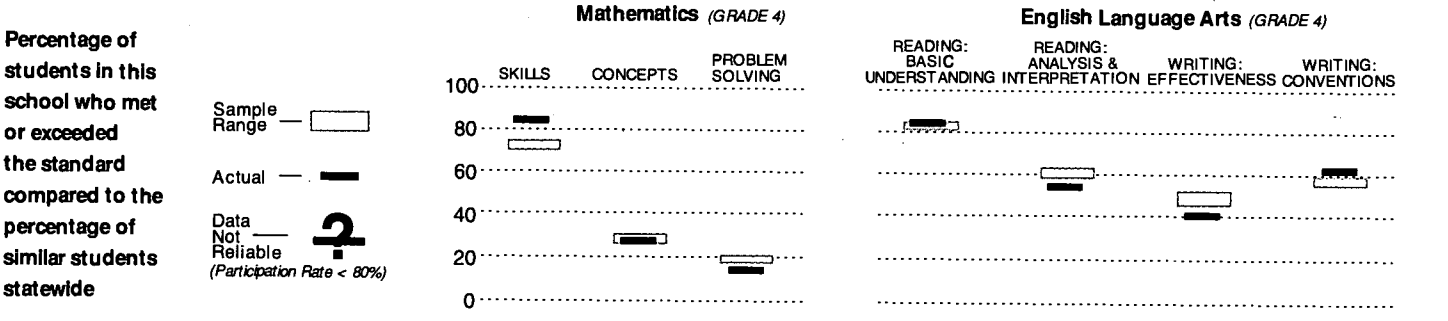 Mathematics (GRADE 4)
English Language Arts (GRADE 4)
Percentage of
students in this
school who met
or exceeded
the standard
compared to the
percentage of
similar students
statewide
Sample
Range
Actual
Data
Not
Reliable
?
(Participation Rate < 80%)
SKILLS
CONCEPTS
PROBLEM
SOLVING
100
80
60
40
20
0
READING:
BASIC
UNDERSTANDING
READING:
ANALYSIS &
INTERPRETATION
WRITING:
EFFECTIVENESS
WRITING:
CONVENTIONS